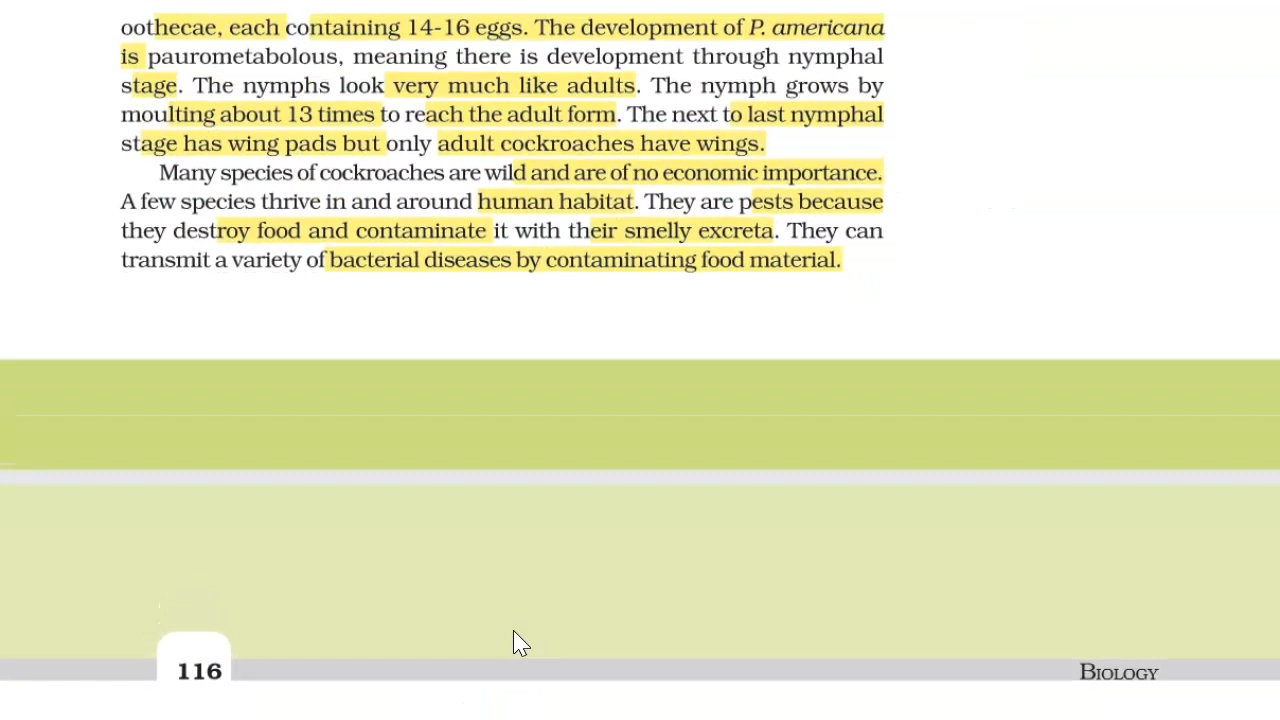 oothecae, each containing 14-16 eggs. The development of P. americana
is paurometabolous, meaning there is development through nymphal
stage. The nymphs look very much like adults. The nymph grows by
moulting about 13 times to reach the adult form. The next to last nymphal
stage has wing pads but only adult cockroaches have wings.
Many species of cockroaches are wild and are of no economic importance.
A few species thrive in and around human habitat. They are pests because
they destroy food and contaminate it with their smelly excreta. They can
transmit a variety of bacterial diseases by contaminating food material.
116
BIOLOGY